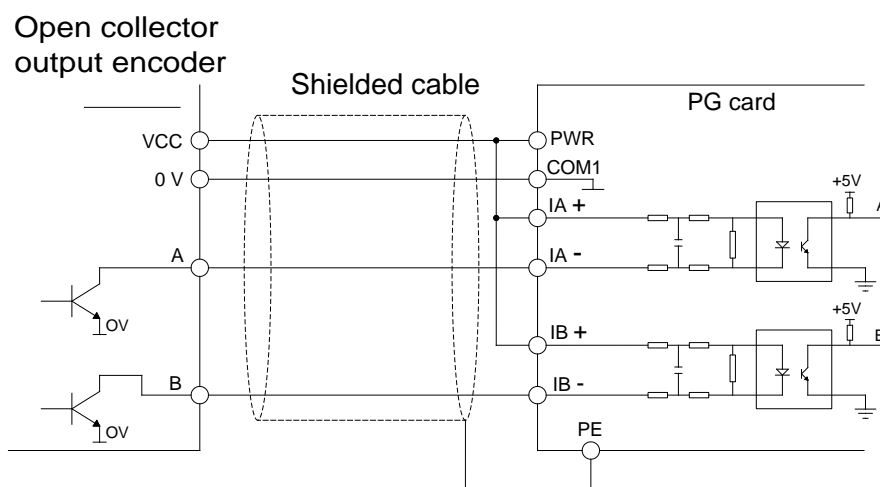 Open collector
output encoder
Shielded cable
PG card
VCC
PWR
0 V
COM1
+5V
IA +
A
A
IA -
OV
+5V
IB +
B
B
IB -
OV
PE